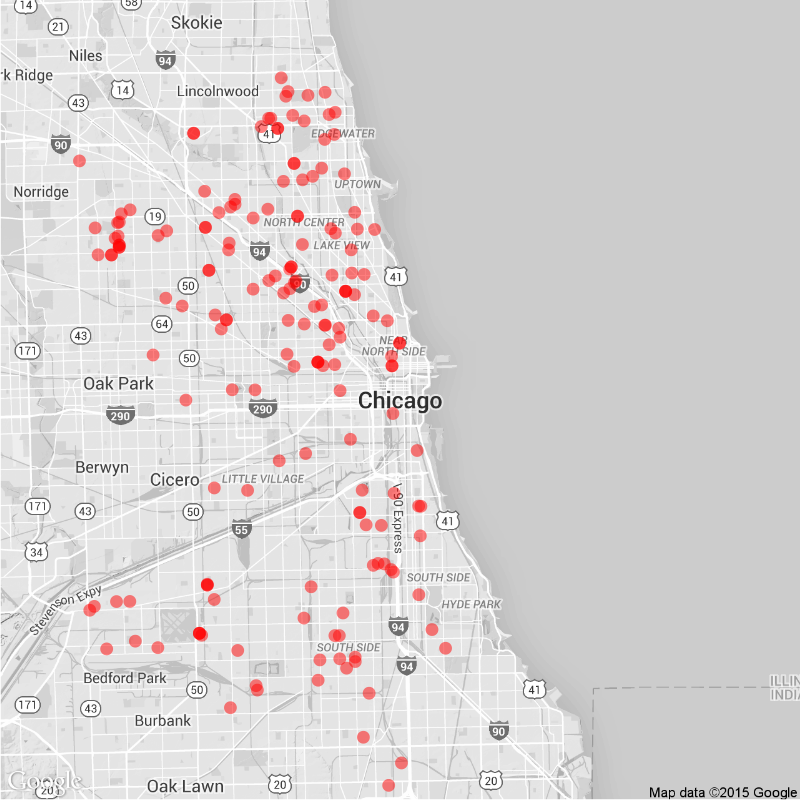 14
58
21
Skokie
Niles
94
rk Ridge
14
Lincolnwood
43
41
EDGEWATER
90
Norridge
UPTOWN
19
NORTH CENTER
94
LAKE VIEW
41
50
90
64
43
171
50
NEAR
NORTH SIDE
Oak Park
290
290
Chicago
Berwyn
Cicero
LITTLE VILLAGE
171
43
50
90 Express
41
55
34
SOUTH SIDE
HYDE PARK
Stevenson Expy
94
SOUTH SIDE
94
Bedford Park
50
41
ILLIN
INDIA
171
43
Burbank
90
Google
20
Oak Lawn
20
20
Map data ©2015 Google